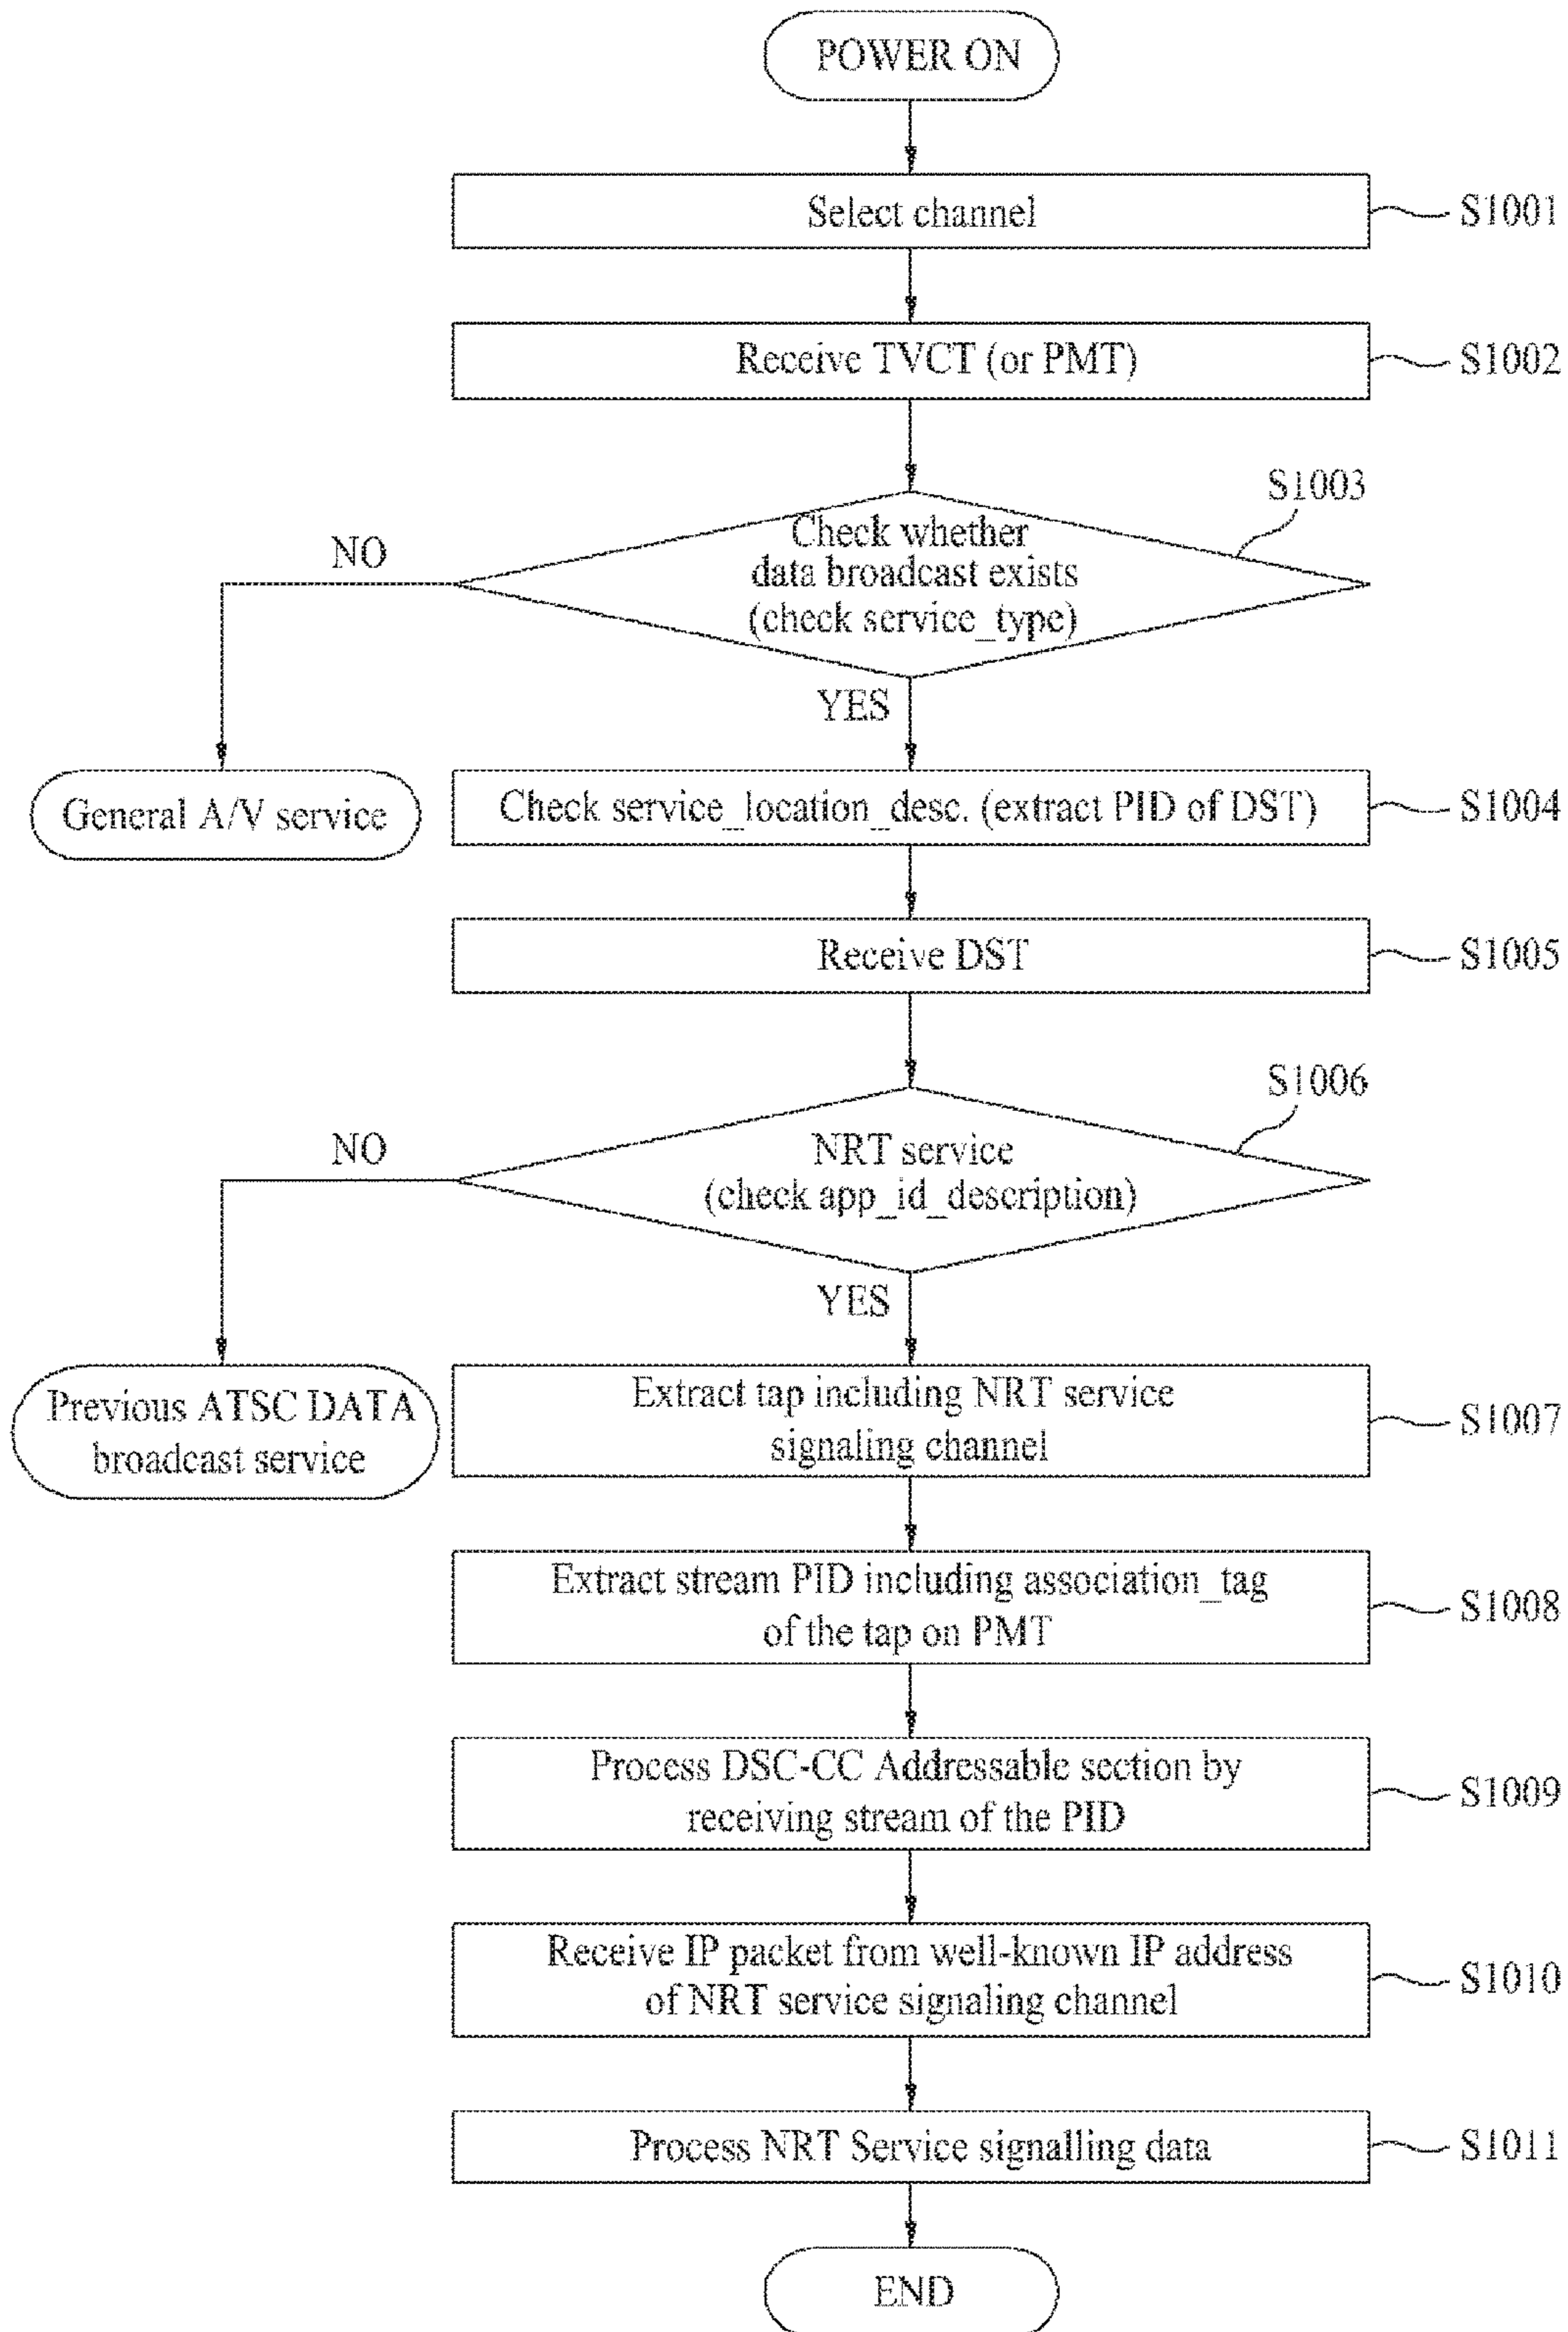 POWER ON
Select channel
S1001
Receive TVCT (or PMT)
S1002
S1003
Check whether
data broadcast exists
(check service_type)
NO
YES
General A/V service
Check service_location_desc. (extract PID of DST)
S1004
Receive DST
S1005
S1006
NRT service
(check app_id_description)
NO
YES
Previous ATSC DATA
broadcast service
Extract tap including NRT service
signaling channel
S1007
Extract stream PID including association_tag
of the tap on PMT
S1008
Process DSC-CC Addressable section by
receiving stream of the PID
S1009
Receive IP packet from well-known IP address
of NRT service signaling channel
S1010
Process NRT Service signalling data
S1011
END